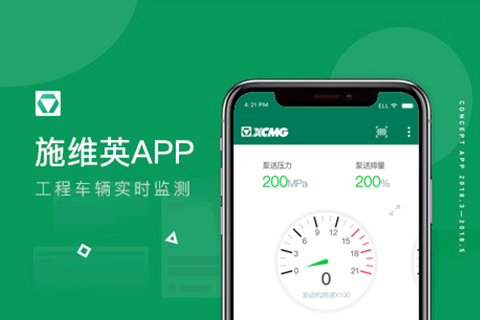 施维英APP
工程车辆实时监测
4:21 PM
ELL
XCMG
泵送压力
200MPa
泵送排量
200%
0
3
6
9
12
15
18
21
0
发动机转速X100
CONCEPT APP 2018.3—2018.5